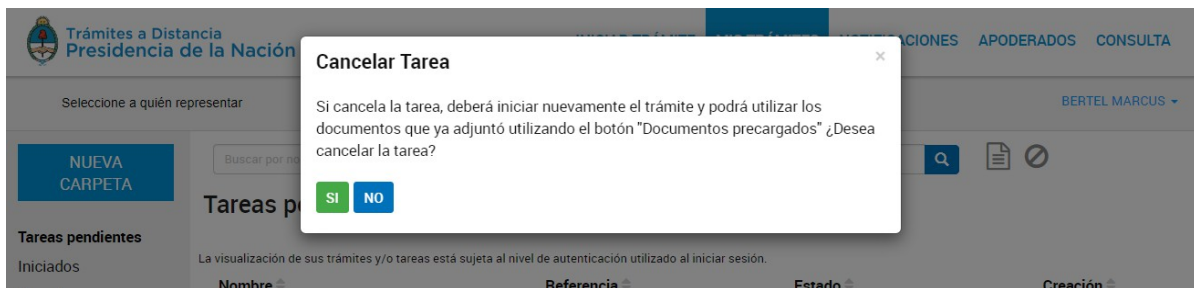 Trámites a Distancia
Presidencia de la Nación
NOTIFICACIONES APODERADOS CONSULTA
Seleccione a quién representar
BERTEL MARCUS
Cancelar Tarea
×
Si cancela la tarea, deberá iniciar nuevamente el trámite y podrá utilizar los
documentos que ya adjuntó utilizando el botón "Documentos precargados" ¿Desea
cancelar la tarea?
SI NO
NUEVA
CARPETA
Buscar por no
Tareas pe
Tareas pendientes
Iniciados
La visualización de sus trámites y/o tareas está sujeta al nivel de autenticación utilizado al iniciar sesión.
Nombre Referencia Estado Creación